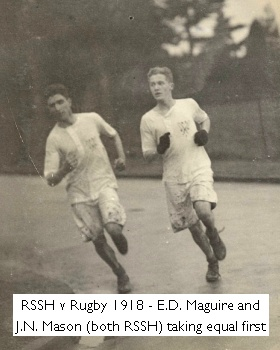 RSSH v Rugby 1918 - E.D. Maguire and
J.N. Mason (both RSSH) taking equal first